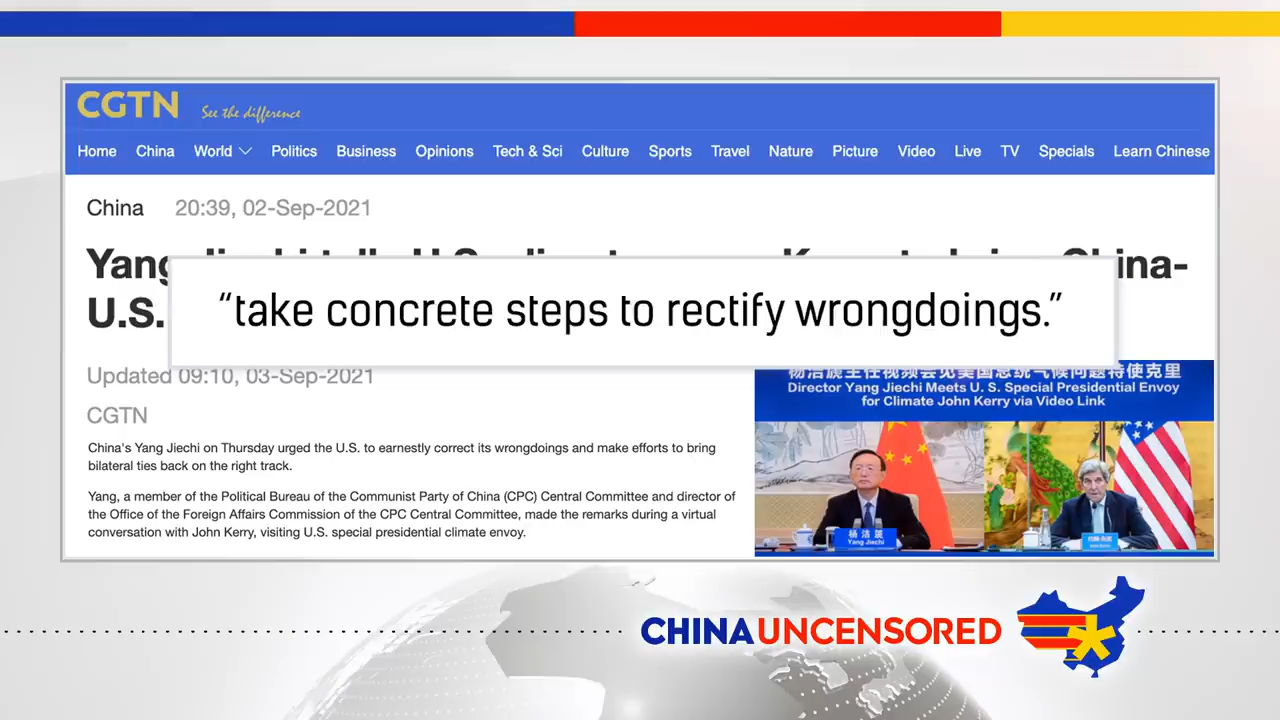 CGTN See the difference
Home China World Politics Business Opinions Tech & Sci Culture Sports Travel Nature Picture Video Live TV Specials Learn Chinese
China 20:39, 02-Sep-2021
Yang China-
U.S.
“take concrete steps to rectify wrongdoings.”
Updated 09:10, 03-Sep-2021
CGTN
China's Yang Jiechi on Thursday urged the U.S. to earnestly correct its wrongdoings and make efforts to bring
bilateral ties back on the right track.
Yang, a member of the Political Bureau of the Communist Party of China (CPC) Central Committee and director of
the Office of the Foreign Affairs Commission of the CPC Central Committee, made the remarks during a virtual
conversation with John Kerry, visiting U.S. special presidential climate envoy.
杨洁篪主任视频会见美国总统气候问题特使克里
Director Yang Jiechi Meets U. S. Special Presidential Envoy
for Climate John Kerry via Video Link
杨洁篪
Yang Jiechi
CHINA UNCENSORED